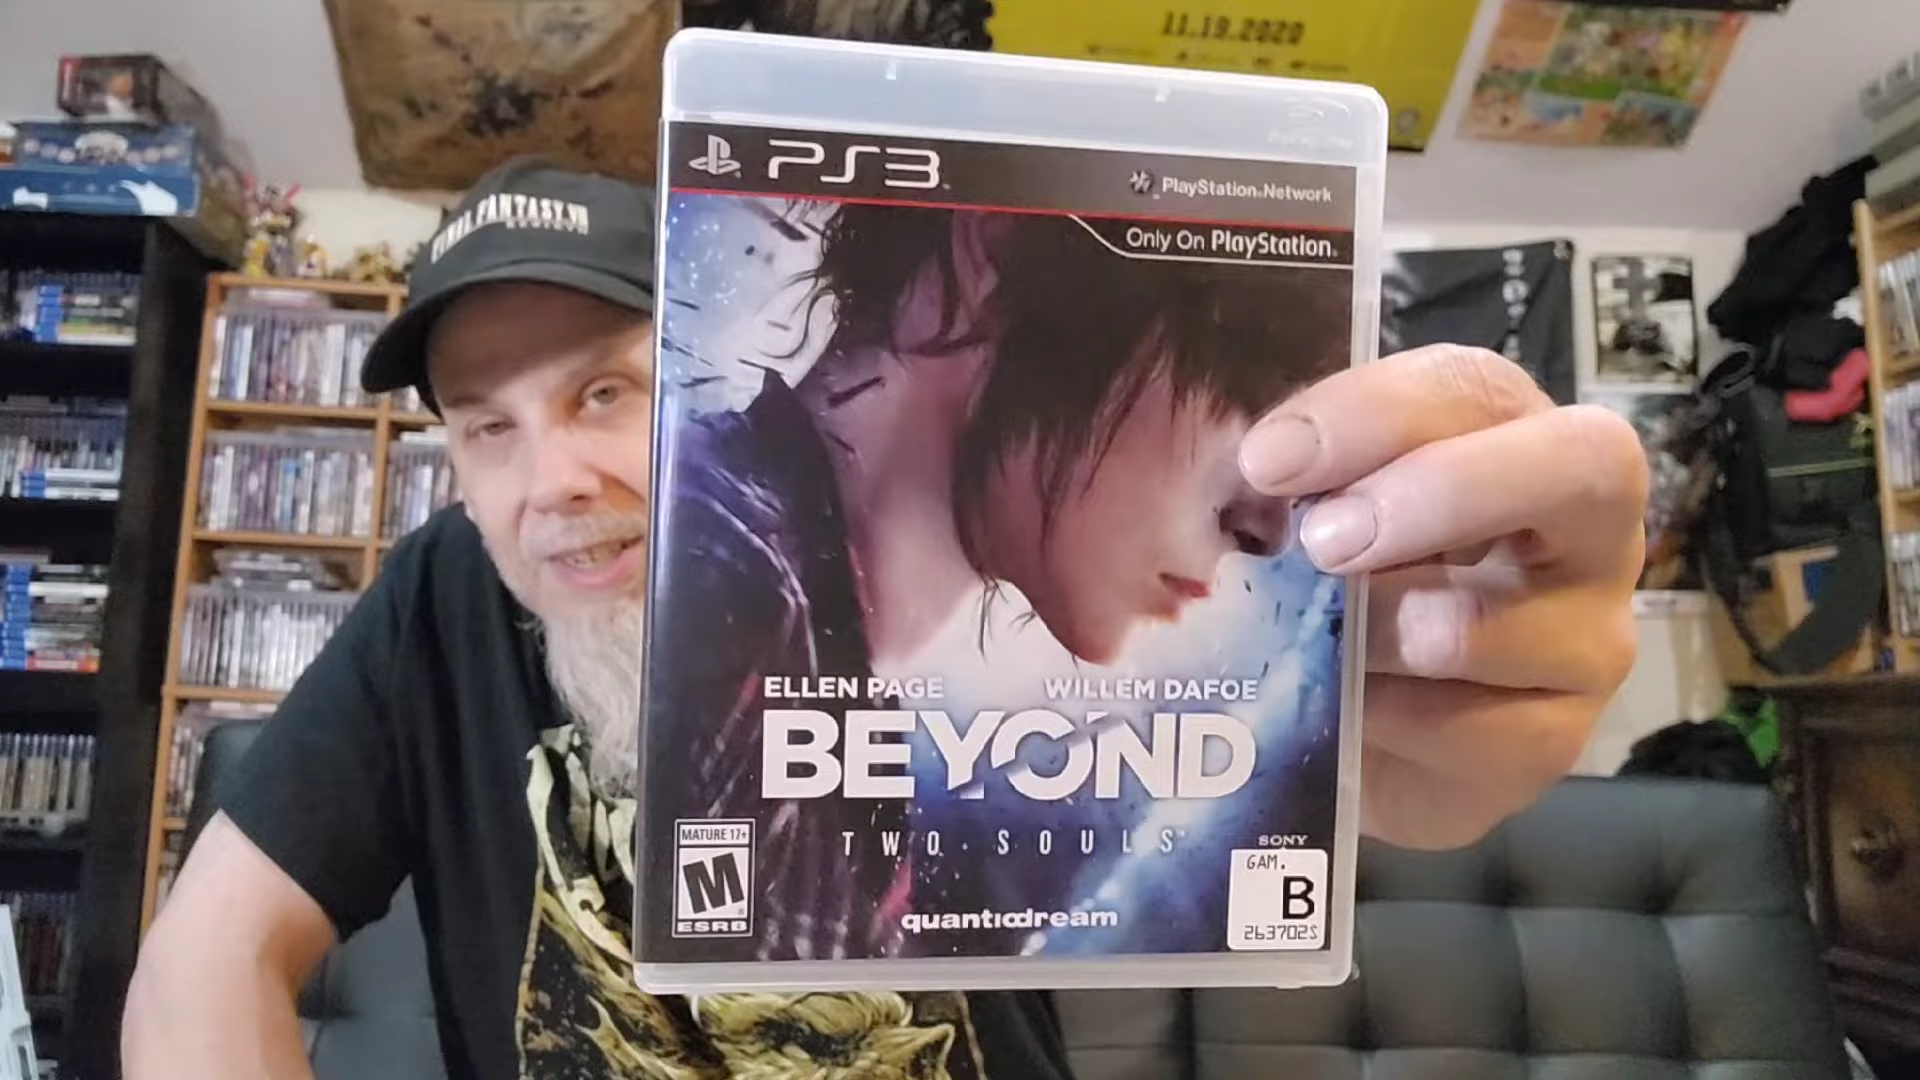 11.19.2020
PS3
PlayStation Network
Only On PlayStation
FINAL FANTASY VII
ELLEN PAGE WILLEM DAFOE
BEYOND
TWO SOULS
MATURE 17+
M
ESRB
SONY
GAM.
B
263702S
quanticdream